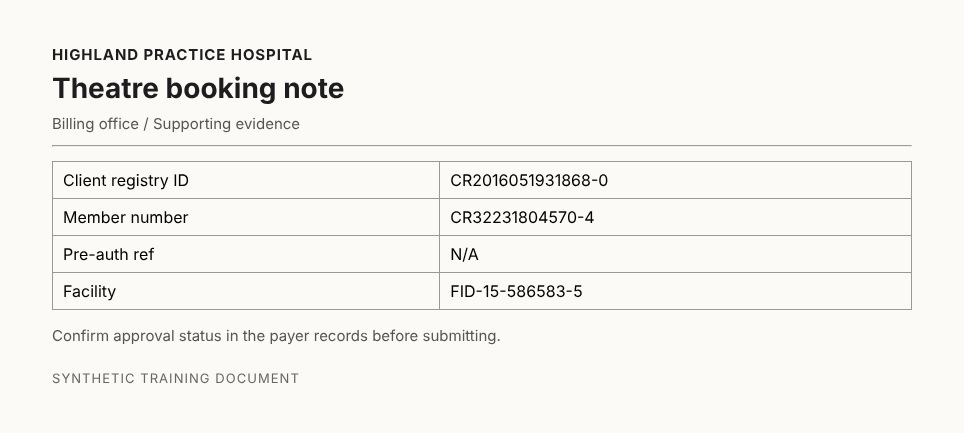 HIGHLAND PRACTICE HOSPITAL
Theatre booking note
Billing office / Supporting evidence
Client registry ID CR2016051931868-0
Member number CR32231804570-4
Pre-auth ref N/A
Facility FID-15-586583-5
Confirm approval status in the payer records before submitting.
SYNTHETIC TRAINING DOCUMENT